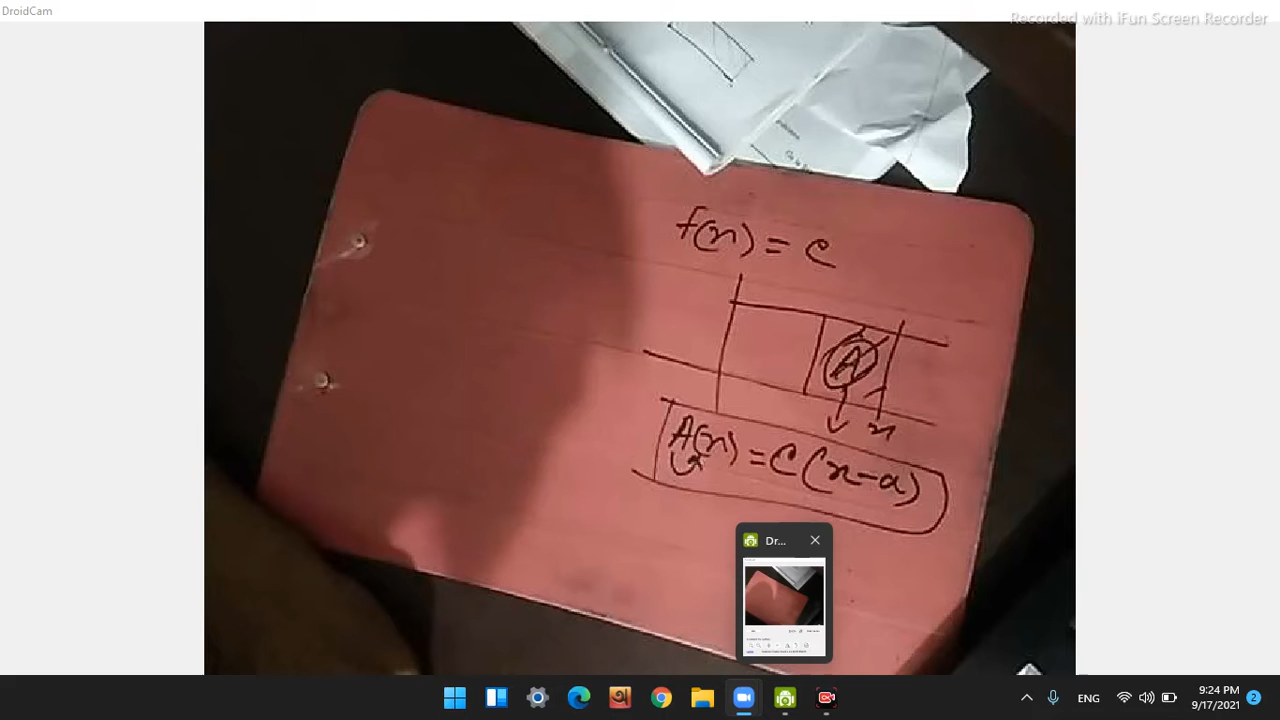 DroidCam
Recorded with iFun Screen Recorder
f(x) = c
A
x
A(x) = c(x-a)
Dr...
ENG
9:24 PM
9/17/2021
2